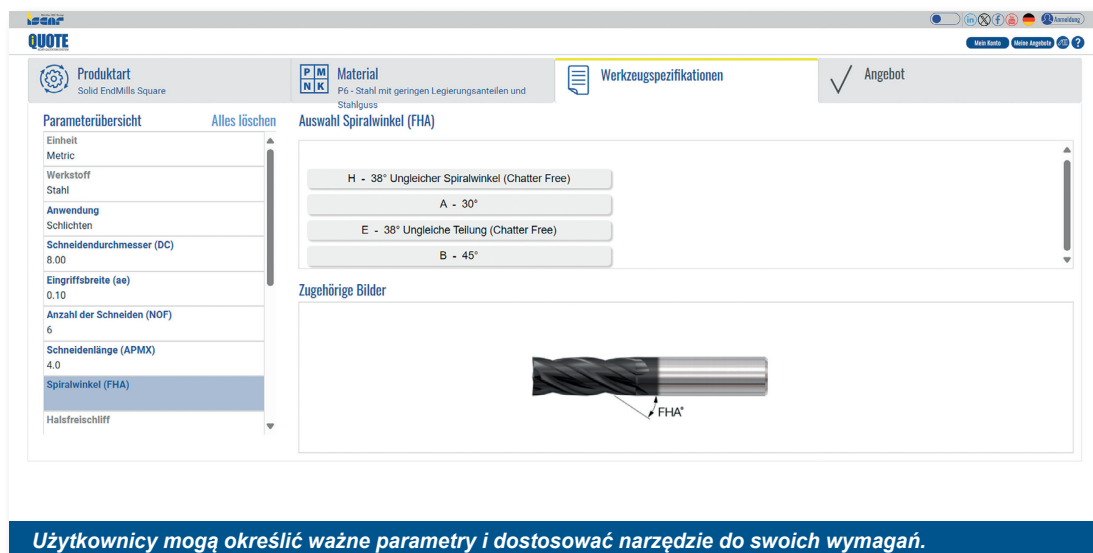 iscar
Anmeldung
QUOTE
Mein Konto
Meine Angebote
?
Produktart
Solid EndMills Square
P M
N K
Material
P6 - Stahl mit geringen Legierungsanteilen und
Stahlguss
Werkzeugspezifikationen
Angebot
Parameterübersicht
Alles löschen
Einheit
Metric
Werkstoff
Stahl
Anwendung
Schlichten
Schneidendurchmesser (DC)
8.00
Eingriffsbreite (ae)
0.10
Anzahl der Schneiden (NOF)
6
Schneidenlänge (APMX)
4.0
Spiralwinkel (FHA)
Halsfreischliff
Auswahl Spiralwinkel (FHA)
H - 38° Ungleicher Spiralwinkel (Chatter Free)
A - 30°
E - 38° Ungleiche Teilung (Chatter Free)
B - 45°
Zugehörige Bilder
FHA°
Użytkownicy mogą określić ważne parametry i dostosować narzędzie do swoich wymagań.